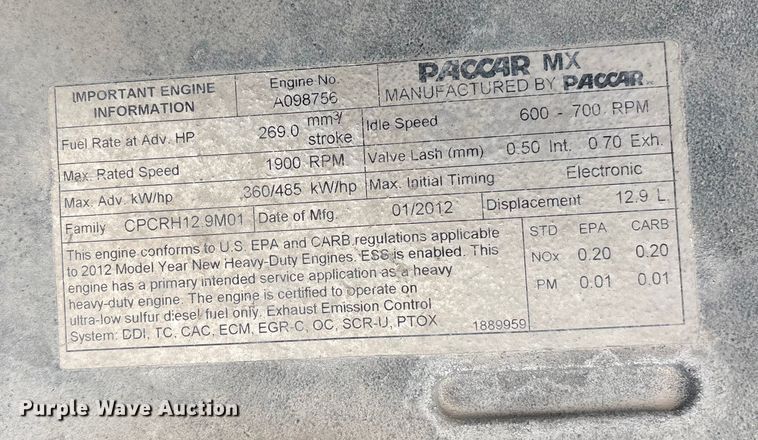 IMPORTANT ENGINE
INFORMATION
Engine No.
A098756
PACCAR MX
MANUFACTURED BY PACCAR
Fuel Rate at Adv. HP 269.0 mm³/
stroke
Idle Speed 600 - 700 RPM
Max. Rated Speed 1900 RPM
Valve Lash (mm) 0.50 Int. 0.70 Exh.
Max. Adv. kW/hp 360/485 kW/hp
Max. Initial Timing Electronic
Family CPCRH12.9M01
Date of Mfg. 01/2012
Displacement 12.9 L
This engine conforms to U.S. EPA and CARB regulations applicable
to 2012 Model Year New Heavy-Duty Engines. ESS is enabled. This
engine has a primary intended service application as a heavy
heavy-duty engine. The engine is certified to operate on
ultra-low sulfur diesel fuel only. Exhaust Emission Control
System: DDI, TC, CAC, ECM, EGR-C, OC, SCR-U, PTOX
1889959
STD EPA CARB
NOx 0.20 0.20
PM 0.01 0.01
Purple Wave Auction